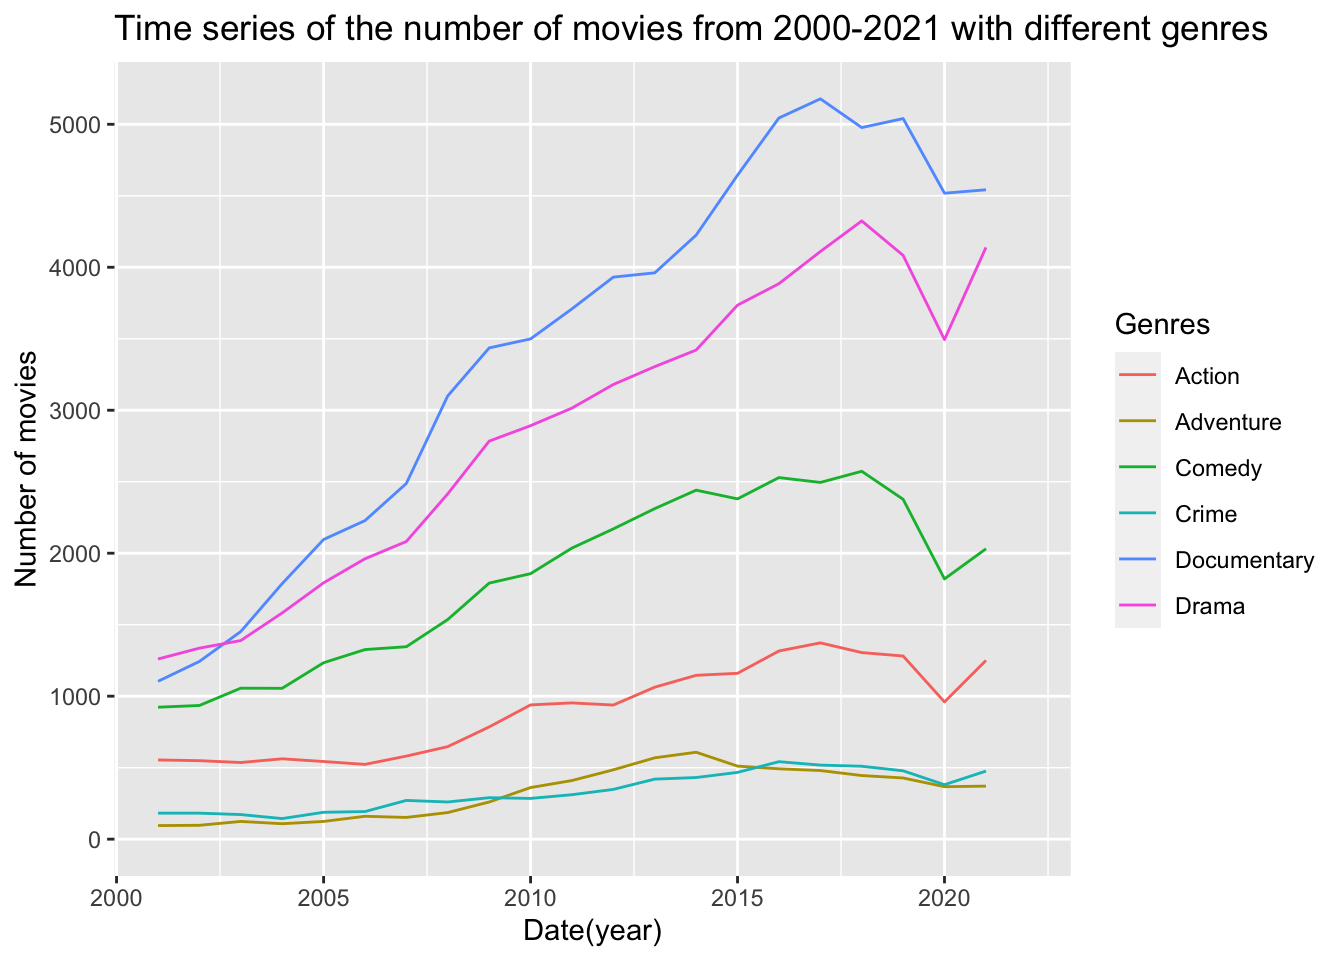 Time series of the number of movies from 2000-2021 with different genres
Number of movies
5000
4000
3000
2000
1000
0
2000 2005 2010 2015 2020
Date(year)
Genres
Action
Adventure
Comedy
Crime
Documentary
Drama